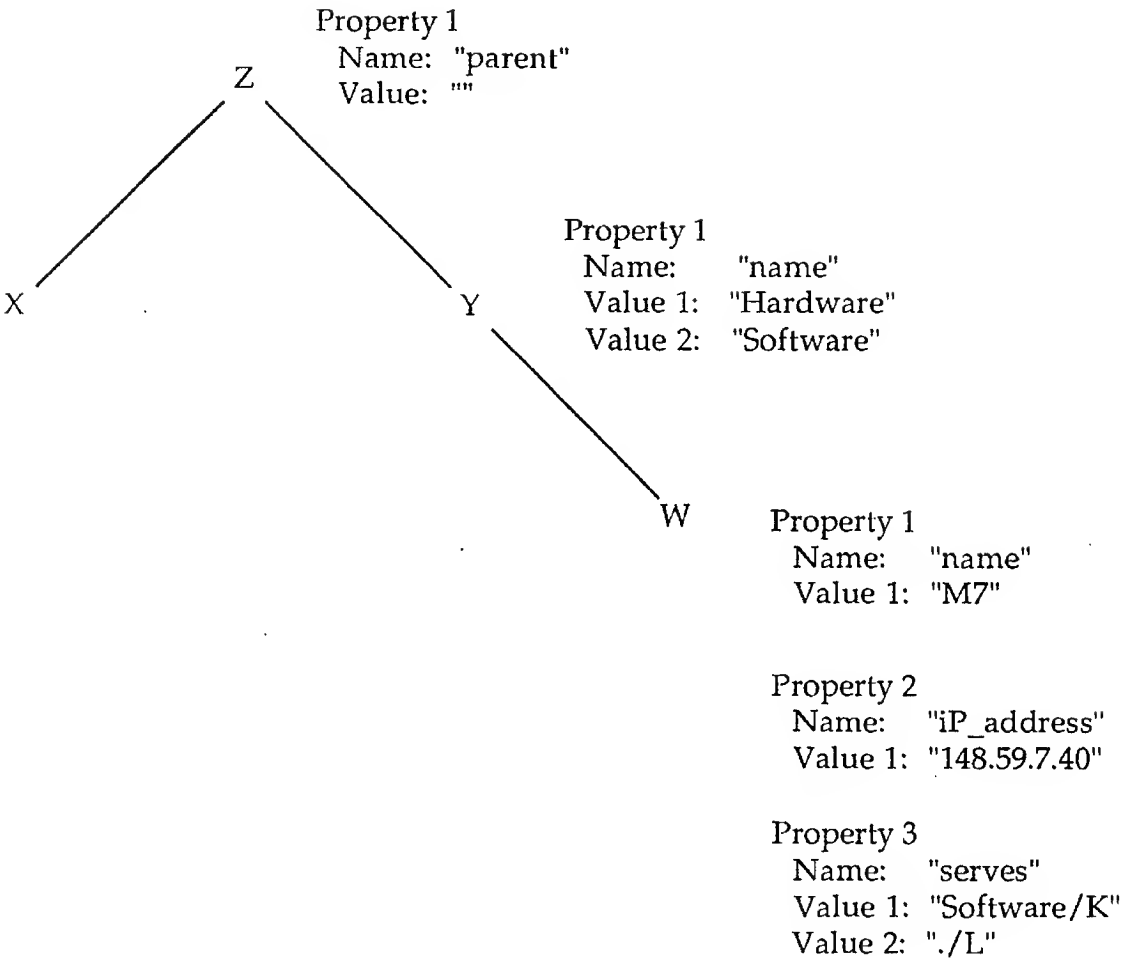 Property 1
Name: "parent"
Z
Value: ""
Property 1
Name: "name"
X
Y
Value 1: "Hardware"
Value 2: "Software"
W
Property 1
Name: "name"
Value 1: "M7"
Property 2
Name: "iP_address"
Value 1: "148.59.7.40"
Property 3
Name: "serves"
Value 1: "Software/K"
Value 2: "./L"